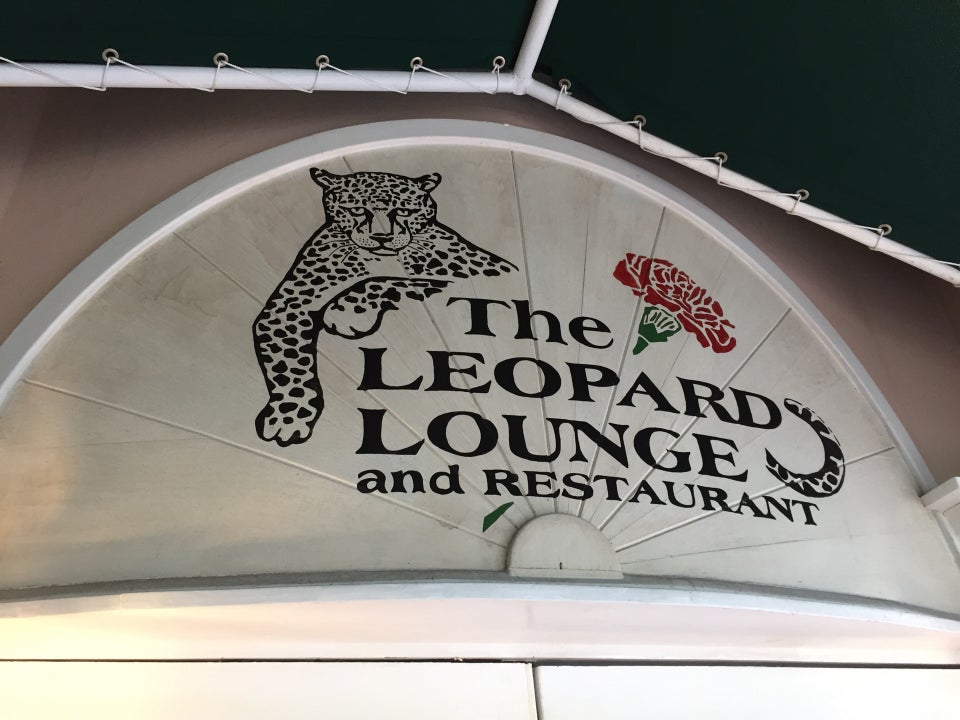 The
LEOPARD
LOUNGE
and RESTAURANT